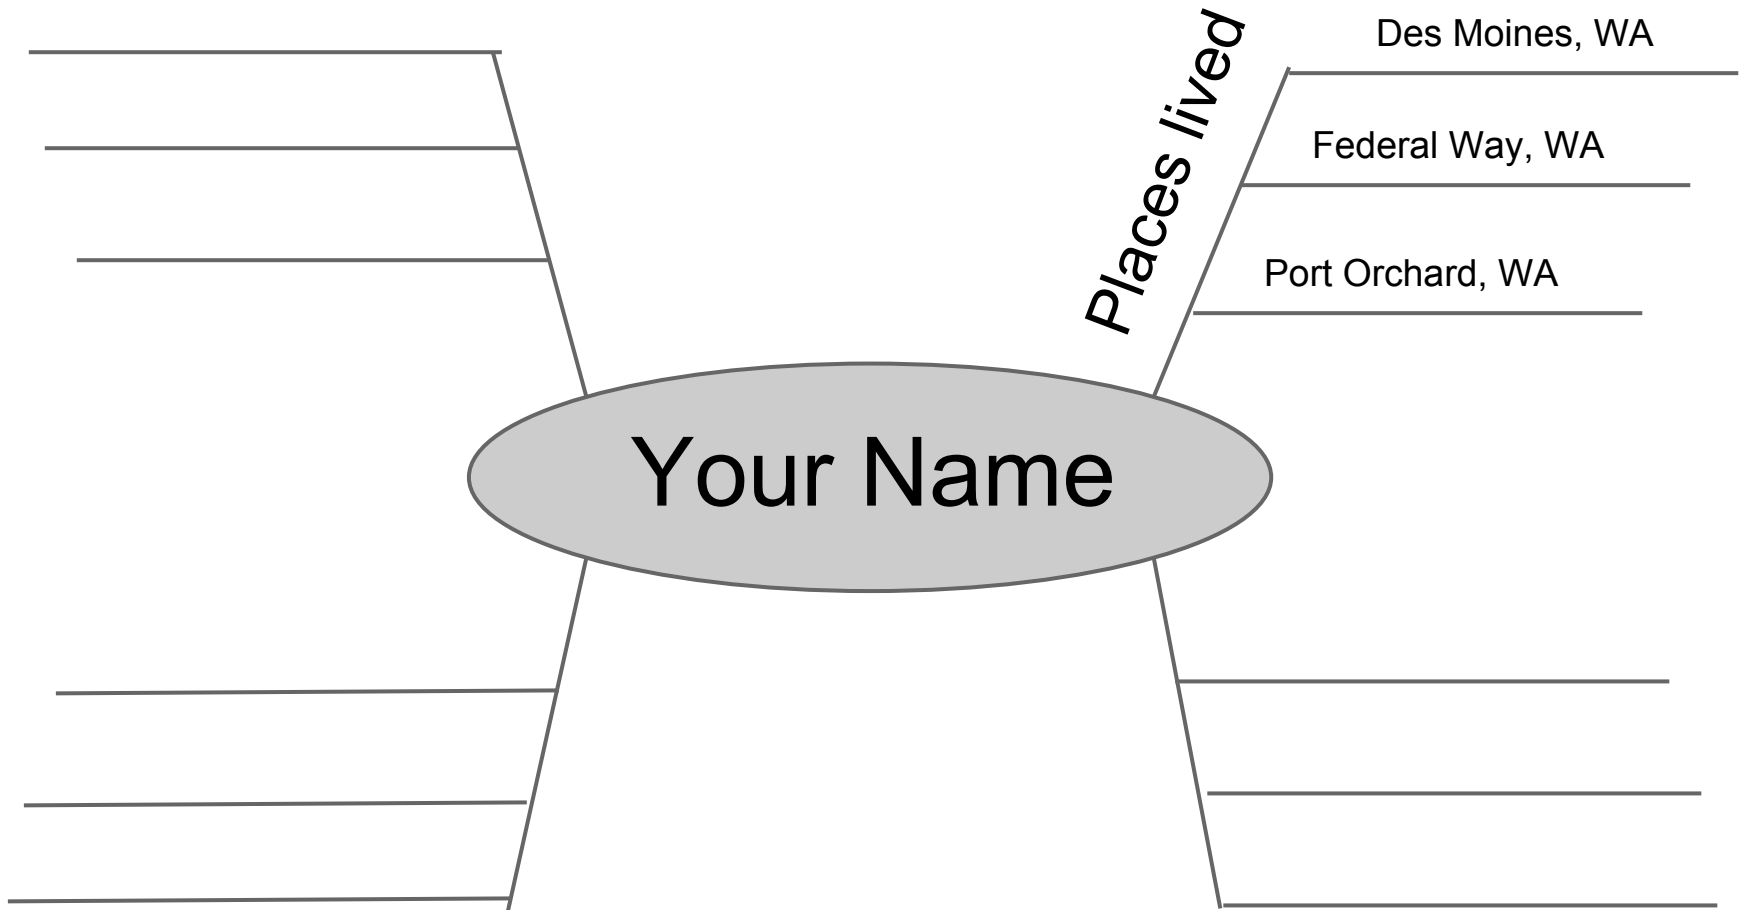 Places lived
Des Moines, WA
Federal Way, WA
Port Orchard, WA
Your Name